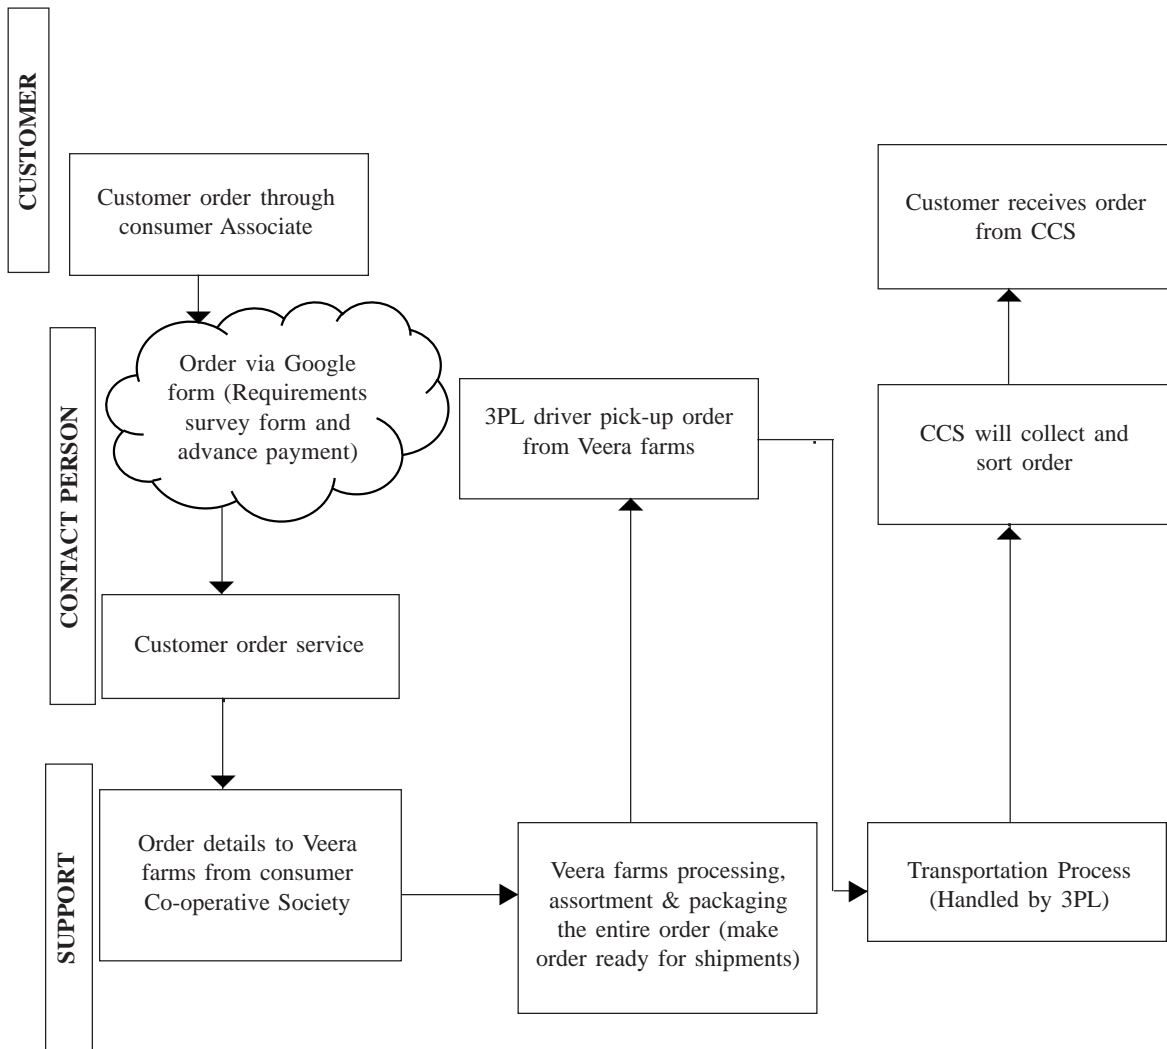 CUSTOMER
Customer order through
consumer Associate
Customer receives order
from CCS
CONTACT PERSON
Order via Google
form (Requirements
survey form and
advance payment)
3PL driver pick-up order
from Veera farms
CCS will collect and
sort order
Customer order service
SUPPORT
Order details to Veera
farms from consumer
Co-operative Society
Veera farms processing,
assortment & packaging
the entire order (make
order ready for shipments)
Transportation Process
(Handled by 3PL)